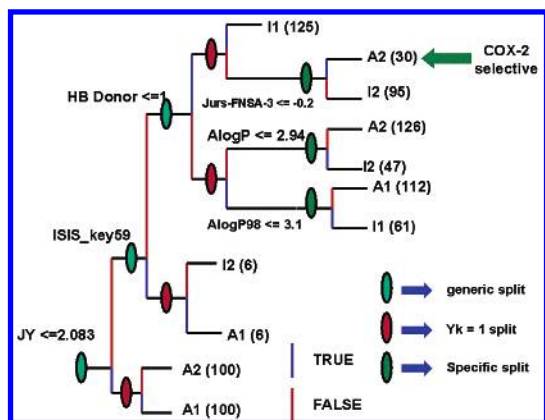 I1 (125)
A2 (30)
COX-2
selective
HB Donor <=1
Jurs-FNSA-3 <= -0.2
I2 (95)
A2 (126)
AlogP <= 2.94
I2 (47)
A1 (112)
AlogP98 <= 3.1
I1 (61)
ISIS_key59
I2 (6)
generic split
A1 (6)
JY <=2.083
Yk = 1 split
A2 (100)
TRUE
Specific split
A1 (100)
FALSE